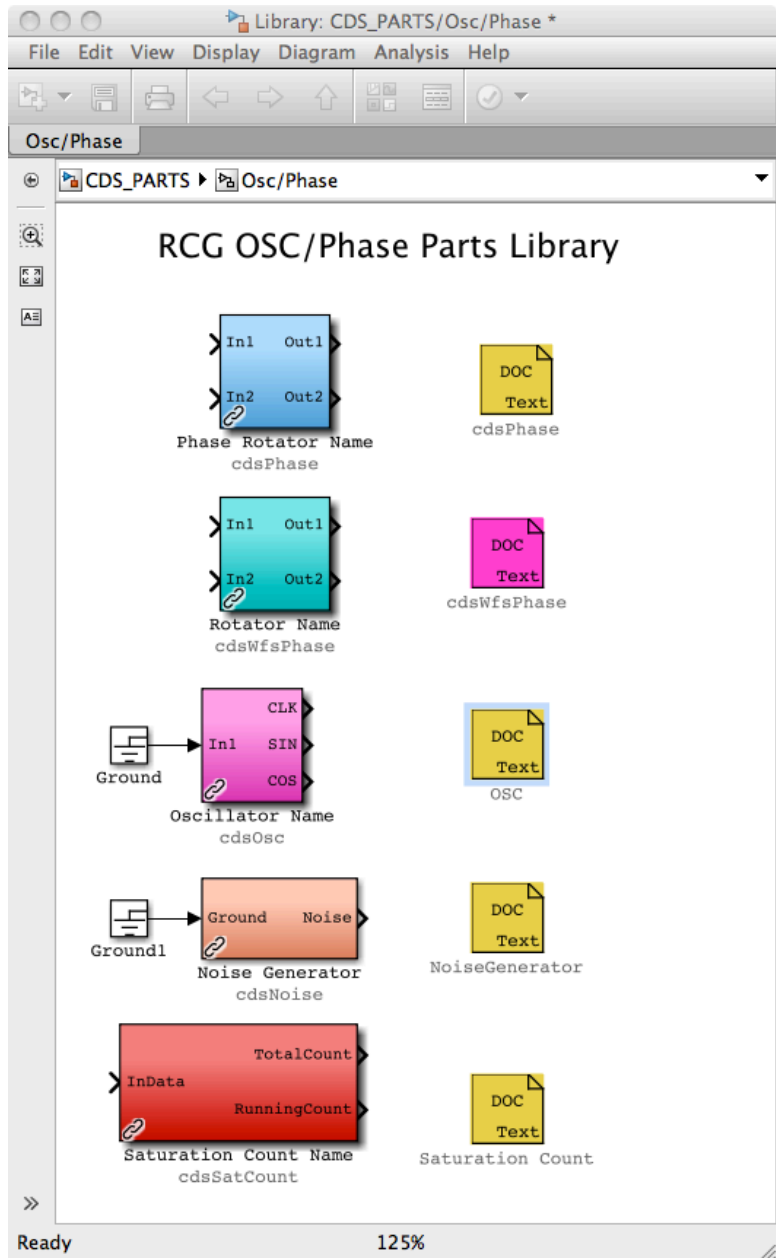 Library: CDS_PARTS/Osc/Phase *
File Edit View Display Diagram Analysis Help
Osc/Phase
CDS_PARTS Osc/Phase
RCG OSC/Phase Parts Library
In1 Out1
In2 Out2
Phase Rotator Name
cdsPhase
DOC
Text
cdsPhase
In1 Out1
In2 Out2
Rotator Name
cdsWfsPhase
DOC
Text
cdsWfsPhase
Ground
CLK
In1 SIN
COS
Oscillator Name
cdsOsc
DOC
Text
OSC
Ground1
Ground Noise
Noise Generator
cdsNoise
DOC
Text
NoiseGenerator
TotalCount
InData
RunningCount
Saturation Count Name
cdsSatCount
DOC
Text
Saturation Count
Ready 125%